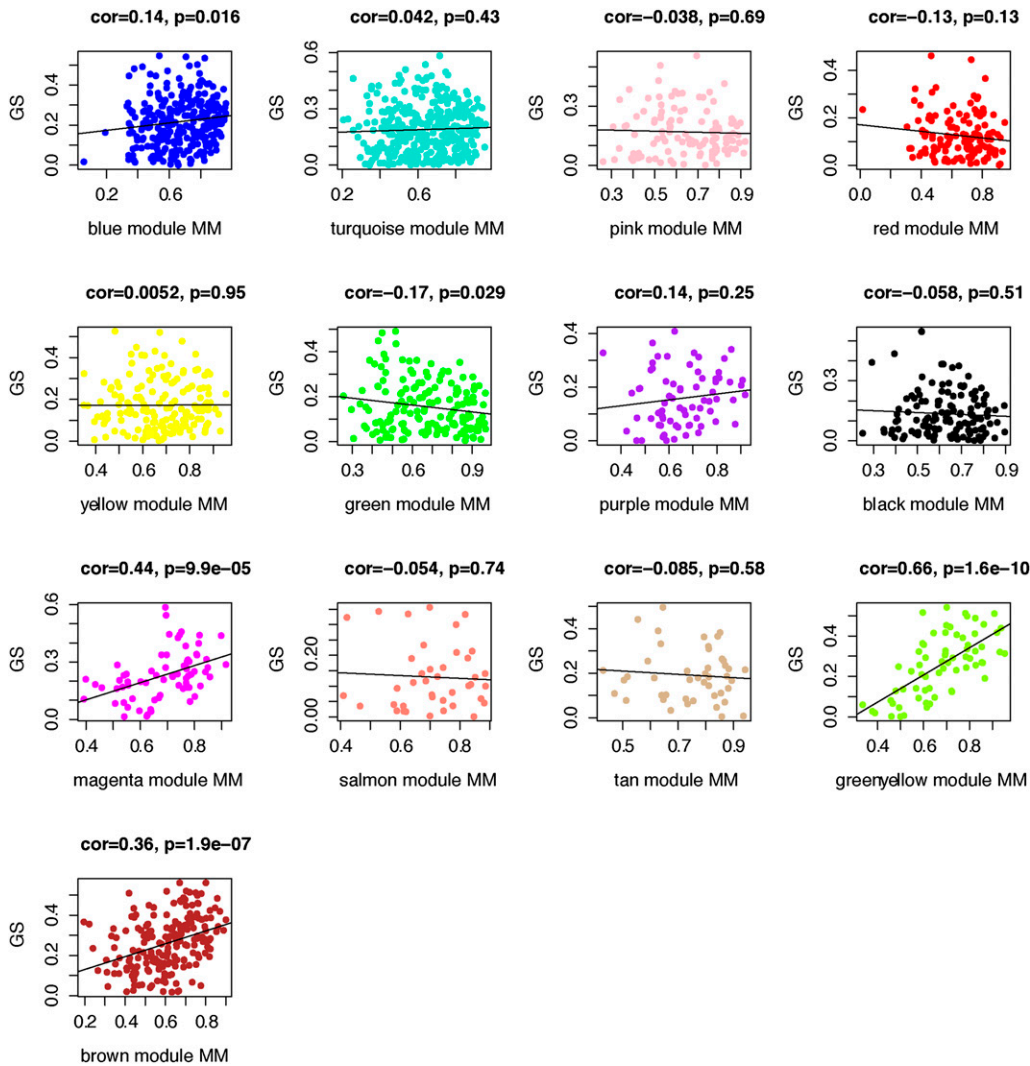 cor=0.14, p=0.016
GS
0.0 0.2 0.4
0.2 0.6
blue module MM
cor=0.042, p=0.43
GS
0.0 0.2 0.4 0.6
0.2 0.4 0.6
turquoise module MM
cor=−0.038, p=0.69
GS
0.0 0.3
0.3 0.5 0.7 0.9
pink module MM
cor=−0.13, p=0.13
GS
0.0 0.2 0.4
0.0 0.4 0.8
red module MM
cor=0.0052, p=0.95
GS
0.0 0.2 0.4
0.4 0.6 0.8
yellow module MM
cor=−0.17, p=0.029
GS
0.0 0.2 0.4
0.3 0.5 0.7 0.9
green module MM
cor=0.14, p=0.25
GS
0.0 0.2 0.4
0.4 0.6 0.8
purple module MM
cor=−0.058, p=0.51
GS
0.0 0.3
0.3 0.5 0.7 0.9
black module MM
cor=0.44, p=9.9e−05
GS
0.0 0.3 0.6
0.4 0.6 0.8
magenta module MM
cor=−0.054, p=0.74
GS
0.00 0.20
0.4 0.6 0.8
salmon module MM
cor=−0.085, p=0.58
GS
0.0 0.2 0.4
0.5 0.7 0.9
tan module MM
cor=0.66, p=1.6e−10
GS
0.0 0.2 0.4
0.4 0.6 0.8
greenyellow module MM
cor=0.36, p=1.9e−07
GS
0.0 0.2 0.4
0.2 0.4 0.6 0.8
brown module MM